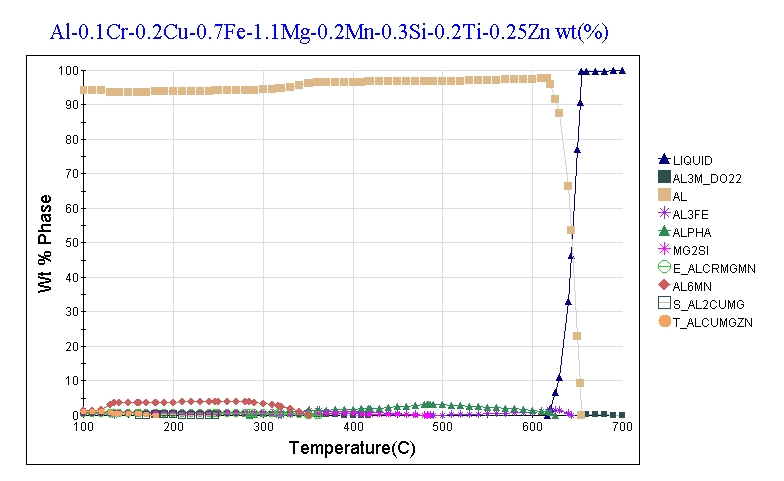 Al-0.1Cr-0.2Cu-0.7Fe-1.1Mg-0.2Mn-0.3Si-0.2Ti-0.25Zn wt(%)
100
90
80
70
60
50
40
30
20
10
0
Wt % Phase
100 200 300 400 500 600 700
Temperature(C)
LIQUID
AL3M_DO22
AL
AL3FE
ALPHA
MG2SI
E_ALCRMGMN
AL6MN
S_AL2CUMG
T_ALCUMGZN